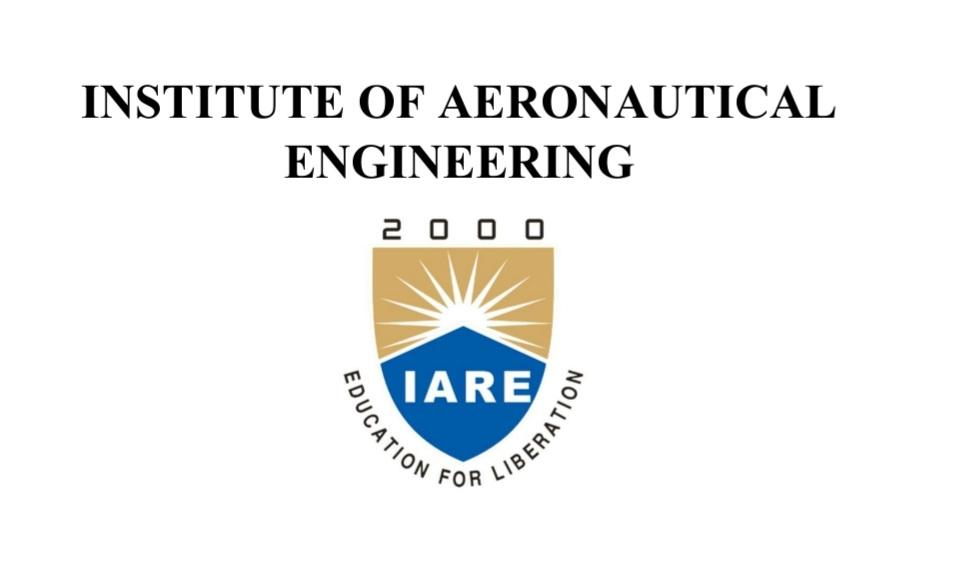 INSTITUTE OF AERONAUTICAL
ENGINEERING
2000
IARE
EDUCATION FOR LIBERATION